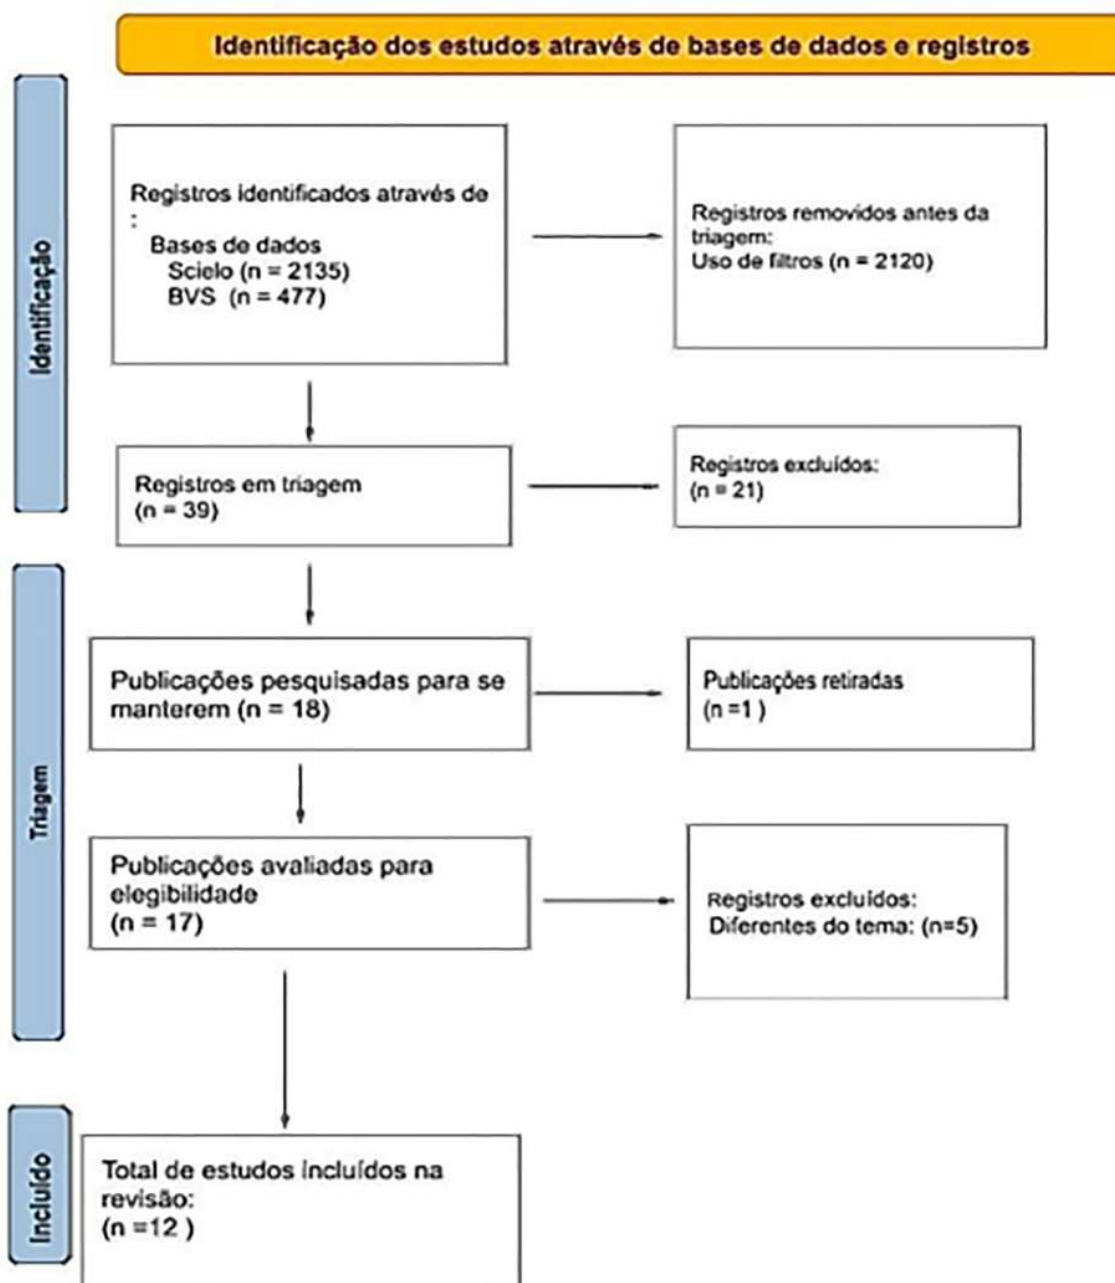 Identificação dos estudos através de bases de dados e registros
Identificação
Registros identificados através de
:
Bases de dados
Scielo (n = 2135)
BVS (n = 477)
Registros removidos antes da
triagem:
Uso de filtros (n = 2120)
Registros em triagem
(n = 39)
Registros excluídos:
(n = 21)
Triagem
Publicações pesquisadas para se
manterem (n = 18)
Publicações retiradas
(n =1 )
Publicações avaliadas para
elegibilidade
(n = 17)
Registros excluídos:
Diferentes do tema: (n=5)
Incluído
Total de estudos incluídos na
revisão:
(n =12 )